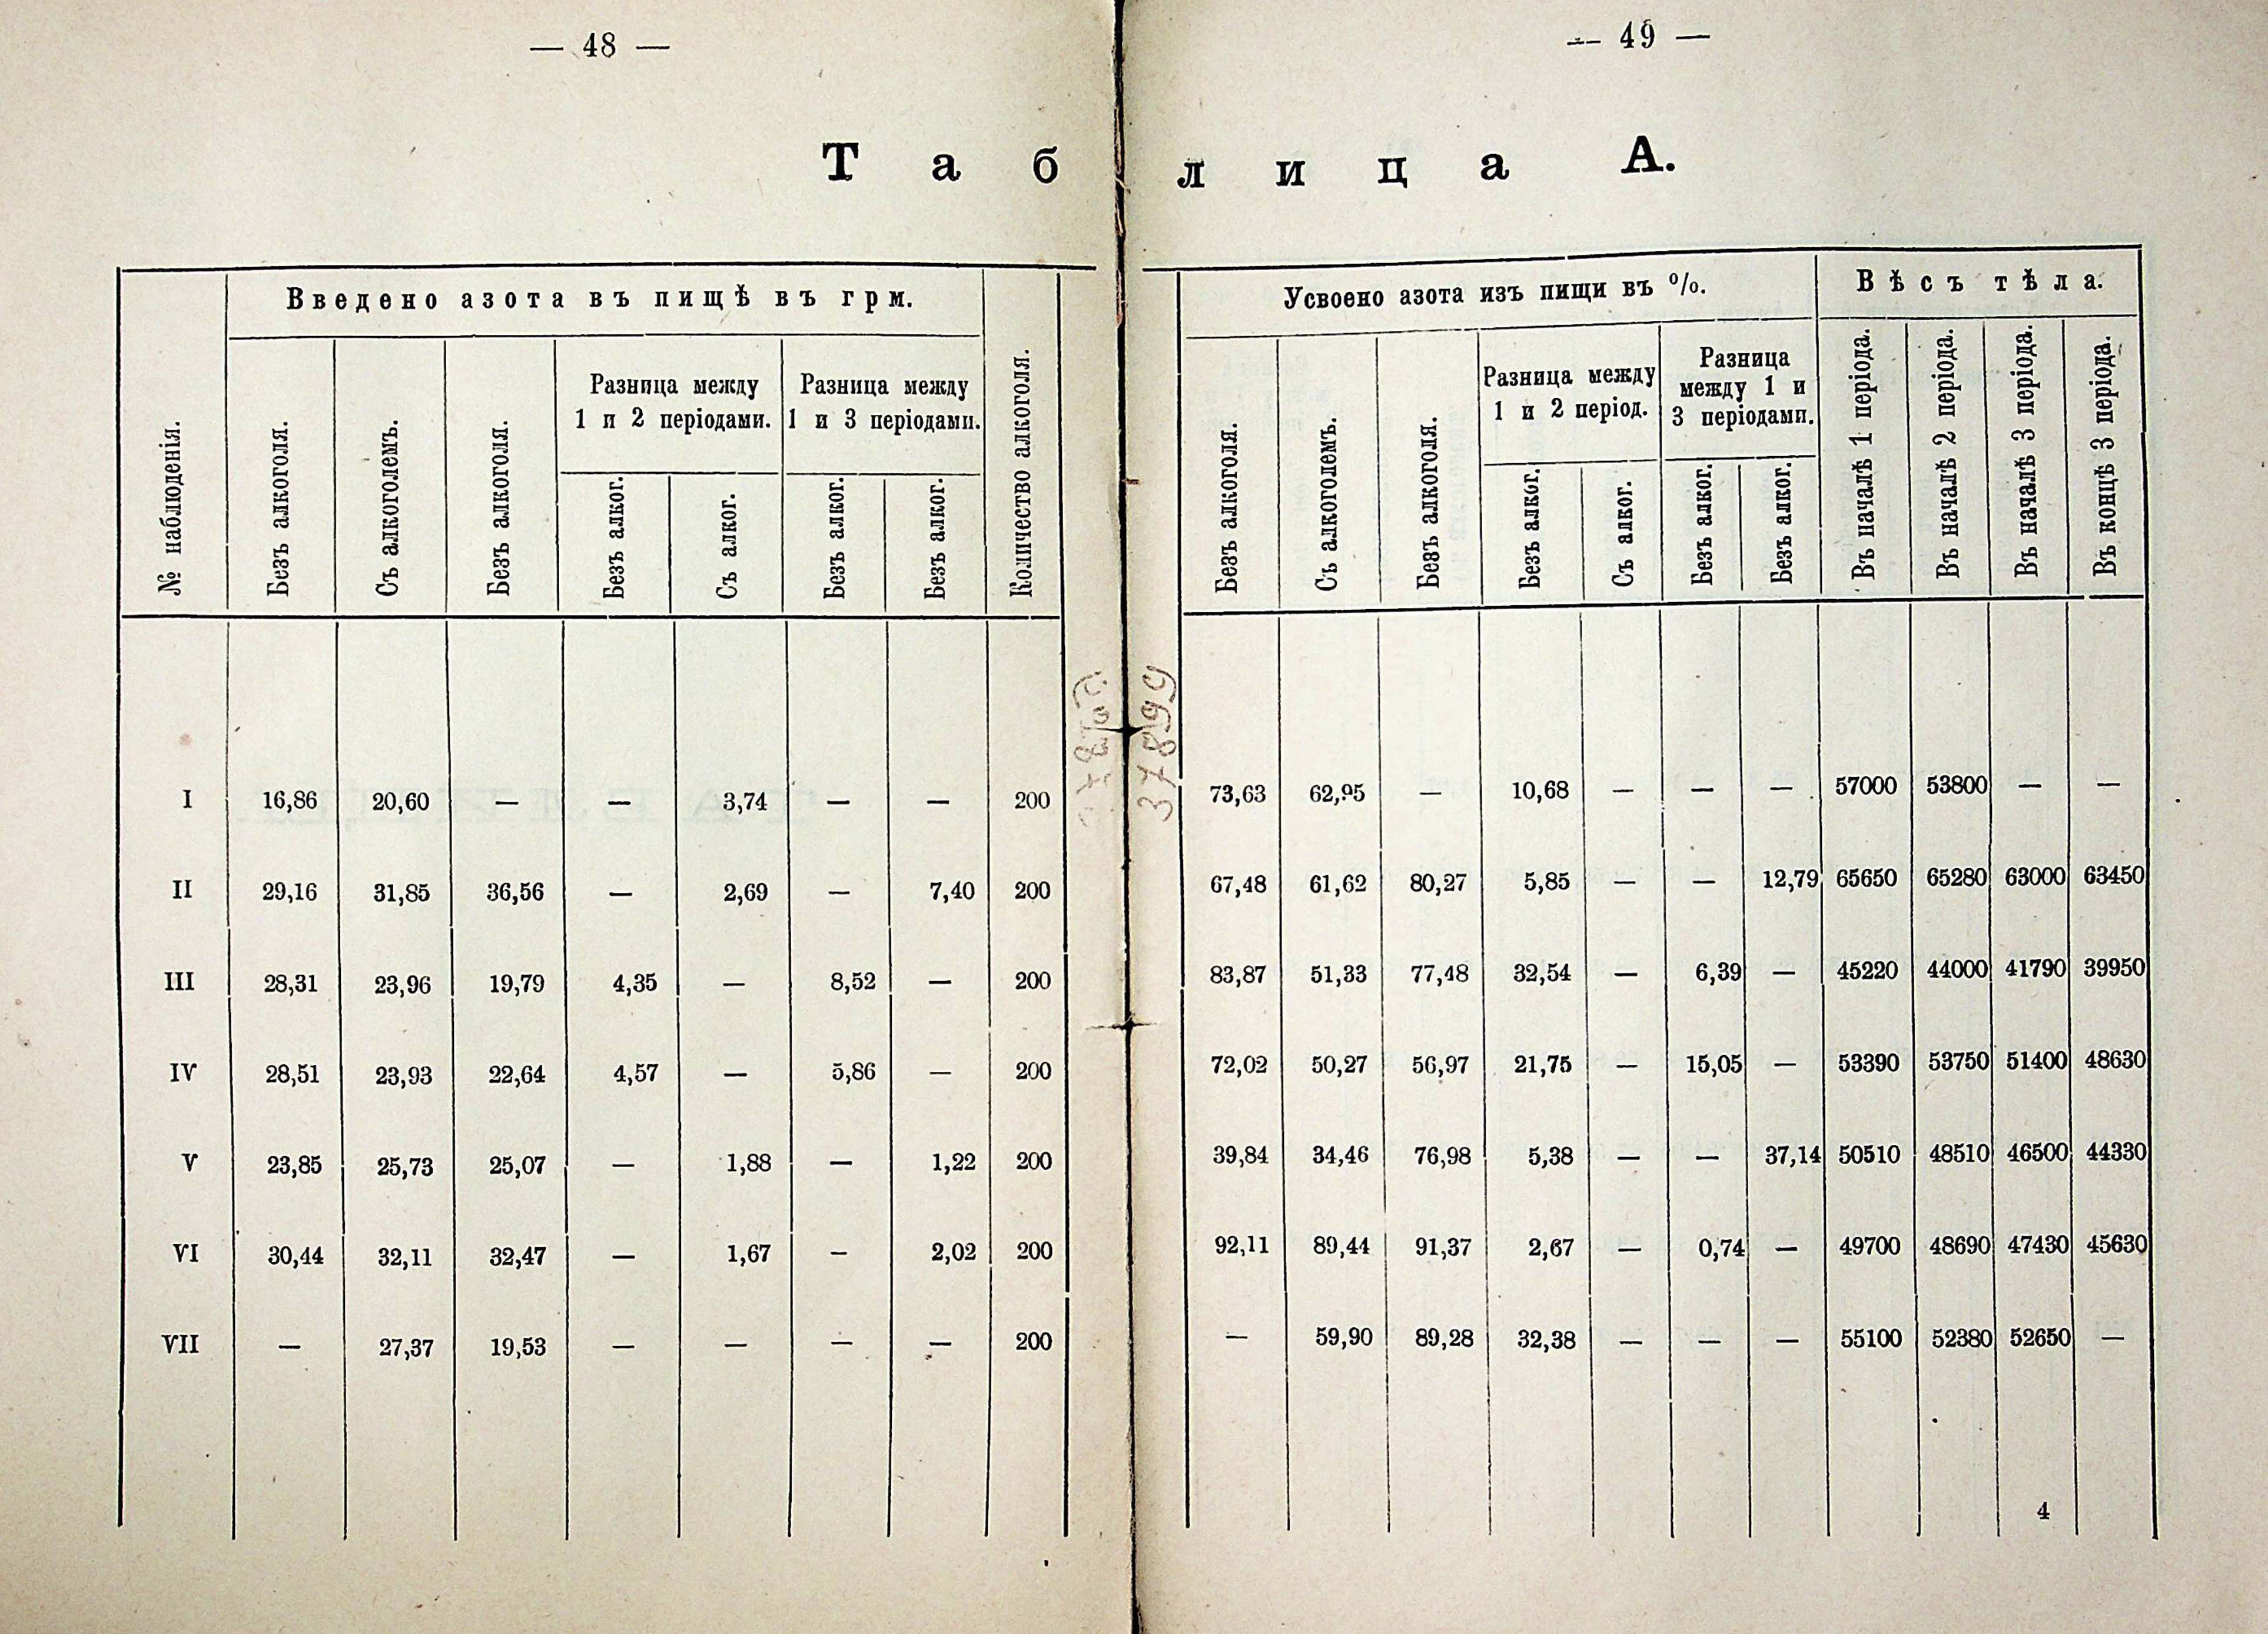 — 48 —
— 49 —
Таблица А.
№ наблюденія.
Введено азота въ пищѣ въ грм.
Безъ алкоголя.
Съ алкоголемъ.
Безъ алкоголя.
Разница между
1 и 2 періодами.
Безъ алког.
Съ алког.
Разница между
1 и 3 періодами.
Безъ алког.
Безъ алког.
Количество алкоголя.
Усвоено азота изъ пищи въ %.
Безъ алкоголя.
Съ алкоголемъ.
Безъ алкоголя.
Разница между
1 и 2 період.
Безъ алког.
Съ алког.
Разница
между 1 и
3 періодами.
Безъ алког.
Безъ алког.
Вѣсъ тѣла.
Въ началѣ 1 періода.
Въ началѣ 2 періода.
Въ началѣ 3 періода.
Въ концѣ 3 періода.
I 16,86 20,60 — — 3,74 — — 200 73,63 62,95 — 10,68 — — — 57000 53800 — —
II 29,16 31,85 36,56 — 2,69 — 7,40 200 67,48 61,62 80,27 5,85 — — 12,79 65650 65280 63000 63450
III 28,31 23,96 19,79 4,35 — 8,52 — 200 83,87 51,33 77,48 32,54 — 6,39 — 45220 44000 41790 39950
IV 28,51 23,93 22,64 4,57 — 5,86 — 200 72,02 50,27 56,97 21,75 — 15,05 — 53390 53750 51400 48630
V 23,85 25,73 25,07 — 1,88 — 1,22 200 39,84 34,46 76,98 5,38 — — 37,14 50510 48510 46500 44330
VI 30,44 32,11 32,47 — 1,67 — 2,02 200 92,11 89,44 91,37 2,67 — 0,74 — 49700 48690 47430 45630
VII — 27,37 19,53 — — — — 200 — 59,90 89,28 32,38 — — — 55100 52380 52650 —
4